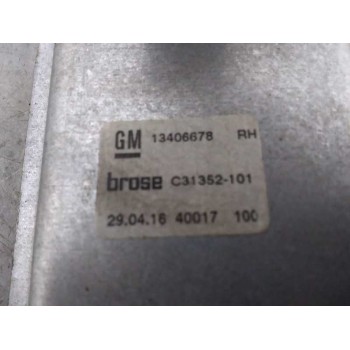 GM 13406678 RH
brose C31352-101
29.04.16 40017 100